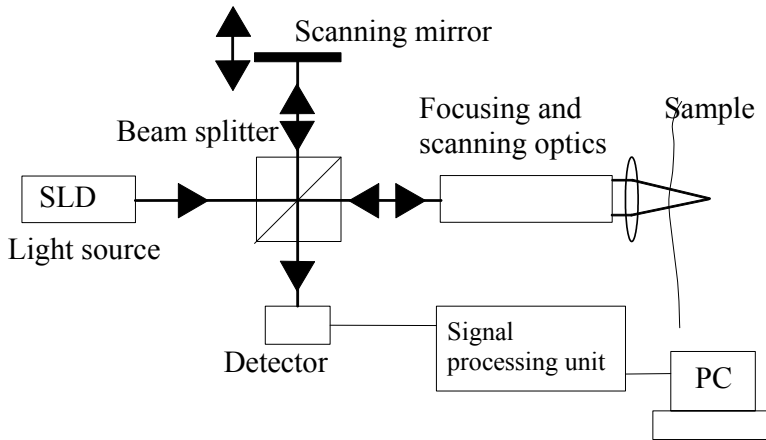 Scanning mirror
Focusing and
scanning optics
Sample
Beam splitter
SLD
Light source
Detector
Signal
processing unit
PC